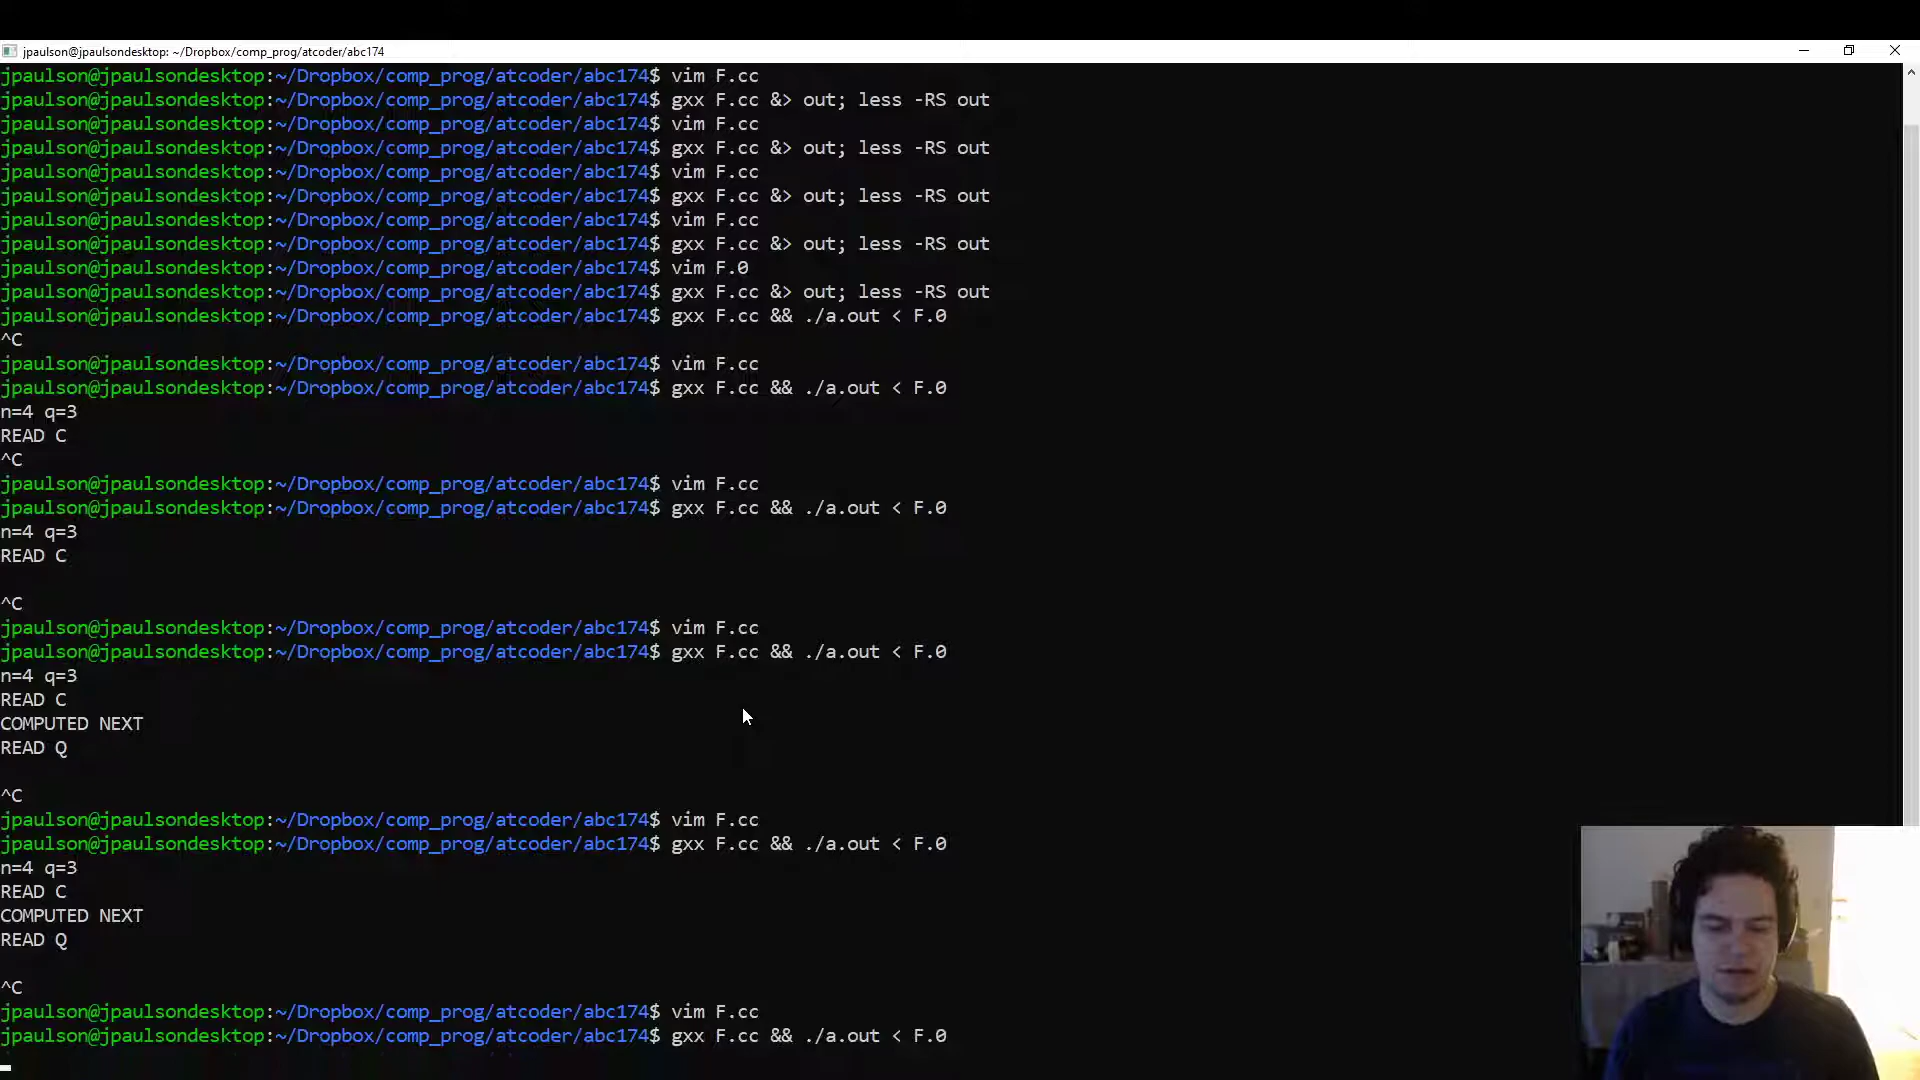 jpaulson@jpaulsondesktop: ~/Dropbox/comp_prog/atcoder/abc174
jpaulson@jpaulsondesktop:~/Dropbox/comp_prog/atcoder/abc174$ vim F.cc
jpaulson@jpaulsondesktop:~/Dropbox/comp_prog/atcoder/abc174$ gxx F.cc &> out; less -RS out
jpaulson@jpaulsondesktop:~/Dropbox/comp_prog/atcoder/abc174$ vim F.cc
jpaulson@jpaulsondesktop:~/Dropbox/comp_prog/atcoder/abc174$ gxx F.cc &> out; less -RS out
jpaulson@jpaulsondesktop:~/Dropbox/comp_prog/atcoder/abc174$ vim F.cc
jpaulson@jpaulsondesktop:~/Dropbox/comp_prog/atcoder/abc174$ gxx F.cc &> out; less -RS out
jpaulson@jpaulsondesktop:~/Dropbox/comp_prog/atcoder/abc174$ vim F.cc
jpaulson@jpaulsondesktop:~/Dropbox/comp_prog/atcoder/abc174$ gxx F.cc &> out; less -RS out
jpaulson@jpaulsondesktop:~/Dropbox/comp_prog/atcoder/abc174$ vim F.0
jpaulson@jpaulsondesktop:~/Dropbox/comp_prog/atcoder/abc174$ gxx F.cc &> out; less -RS out
jpaulson@jpaulsondesktop:~/Dropbox/comp_prog/atcoder/abc174$ gxx F.cc && ./a.out < F.0
^C
jpaulson@jpaulsondesktop:~/Dropbox/comp_prog/atcoder/abc174$ vim F.cc
jpaulson@jpaulsondesktop:~/Dropbox/comp_prog/atcoder/abc174$ gxx F.cc && ./a.out < F.0
n=4 q=3
READ C
^C
jpaulson@jpaulsondesktop:~/Dropbox/comp_prog/atcoder/abc174$ vim F.cc
jpaulson@jpaulsondesktop:~/Dropbox/comp_prog/atcoder/abc174$ gxx F.cc && ./a.out < F.0
n=4 q=3
READ C
^C
jpaulson@jpaulsondesktop:~/Dropbox/comp_prog/atcoder/abc174$ vim F.cc
jpaulson@jpaulsondesktop:~/Dropbox/comp_prog/atcoder/abc174$ gxx F.cc && ./a.out < F.0
n=4 q=3
READ C
COMPUTED NEXT
READ Q
^C
jpaulson@jpaulsondesktop:~/Dropbox/comp_prog/atcoder/abc174$ vim F.cc
jpaulson@jpaulsondesktop:~/Dropbox/comp_prog/atcoder/abc174$ gxx F.cc && ./a.out < F.0
n=4 q=3
READ C
COMPUTED NEXT
READ Q
^C
jpaulson@jpaulsondesktop:~/Dropbox/comp_prog/atcoder/abc174$ vim F.cc
jpaulson@jpaulsondesktop:~/Dropbox/comp_prog/atcoder/abc174$ gxx F.cc && ./a.out < F.0